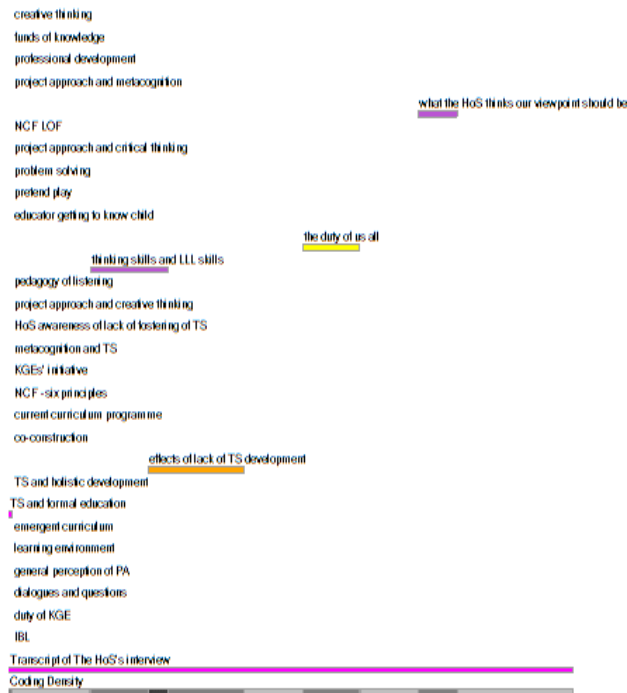 creative thinking
funds of knowledge
professional development
project approach and metacognition
what the HoS thinks our viewpoint should be
NCF LOF
project approach and critical thinking
problem solving
pretend play
educator getting to know child
the duty of us all
thinking skills and LLL skills
pedagogy of listening
project approach and creative thinking
HoS awareness of lack of fostering of TS
metacognition and TS
KGEs' initiative
NCF -six principles
current curriculum programme
co-construction
effects of lack of TS development
TS and holistic development
TS and formal education
emergent curriculum
learning environment
general perception of PA
dialogues and questions
duty of KGE
IBL
Transcript of The HoS's interview
Coding Density